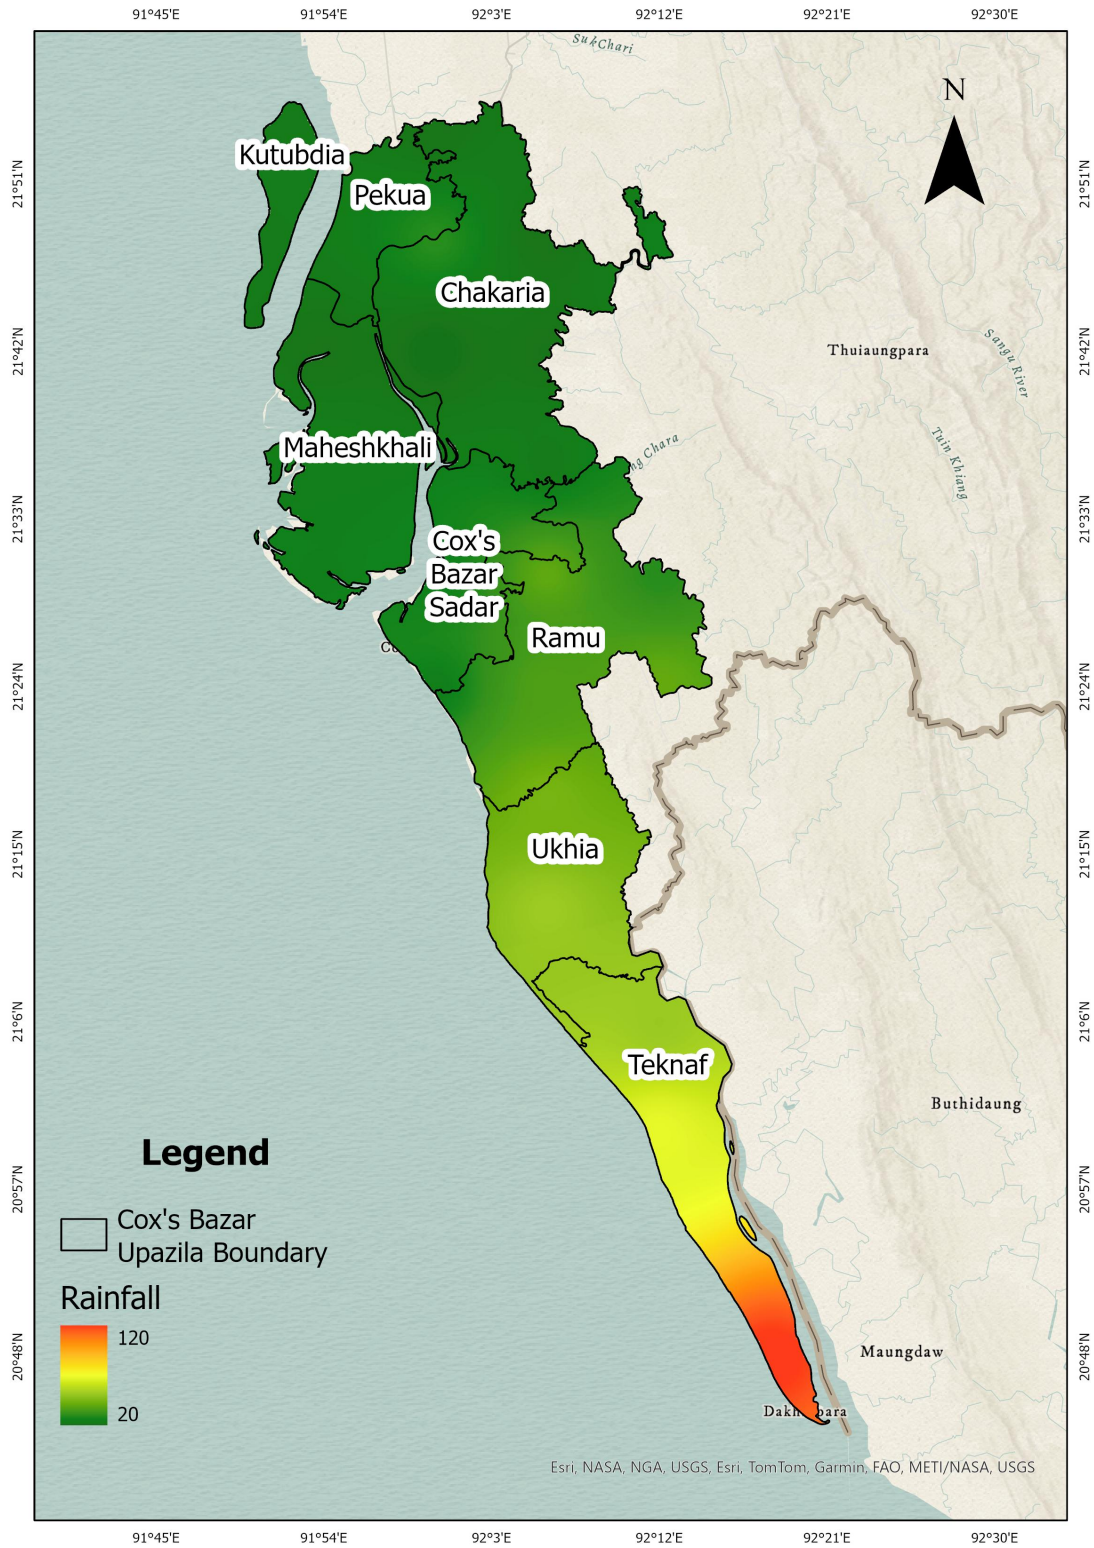 91°45'E 91°54'E 92°3'E 92°12'E 92°21'E 92°30'E
SukChari
N
21°51'N 21°51'N
Kutubdia
Pekua
Chakaria
21°42'N 21°42'N
Thuiaungpara
Sangu River
Maheshkhali
ng Chara
Tuin Khiang
21°33'N 21°33'N
Cox's
Bazar
Sadar
Ramu
21°24'N 21°24'N
Ukhia
21°15'N 21°15'N
21°6'N 21°6'N
Teknaf
Buthidaung
Legend
20°57'N 20°57'N
Cox's Bazar
Upazila Boundary
Rainfall
120
20
20°48'N 20°48'N
Maungdaw
Esri, NASA, NGA, USGS, Esri, TomTom, Garmin, FAO, METI/NASA, USGS
91°45'E 91°54'E 92°3'E 92°12'E 92°21'E 92°30'E